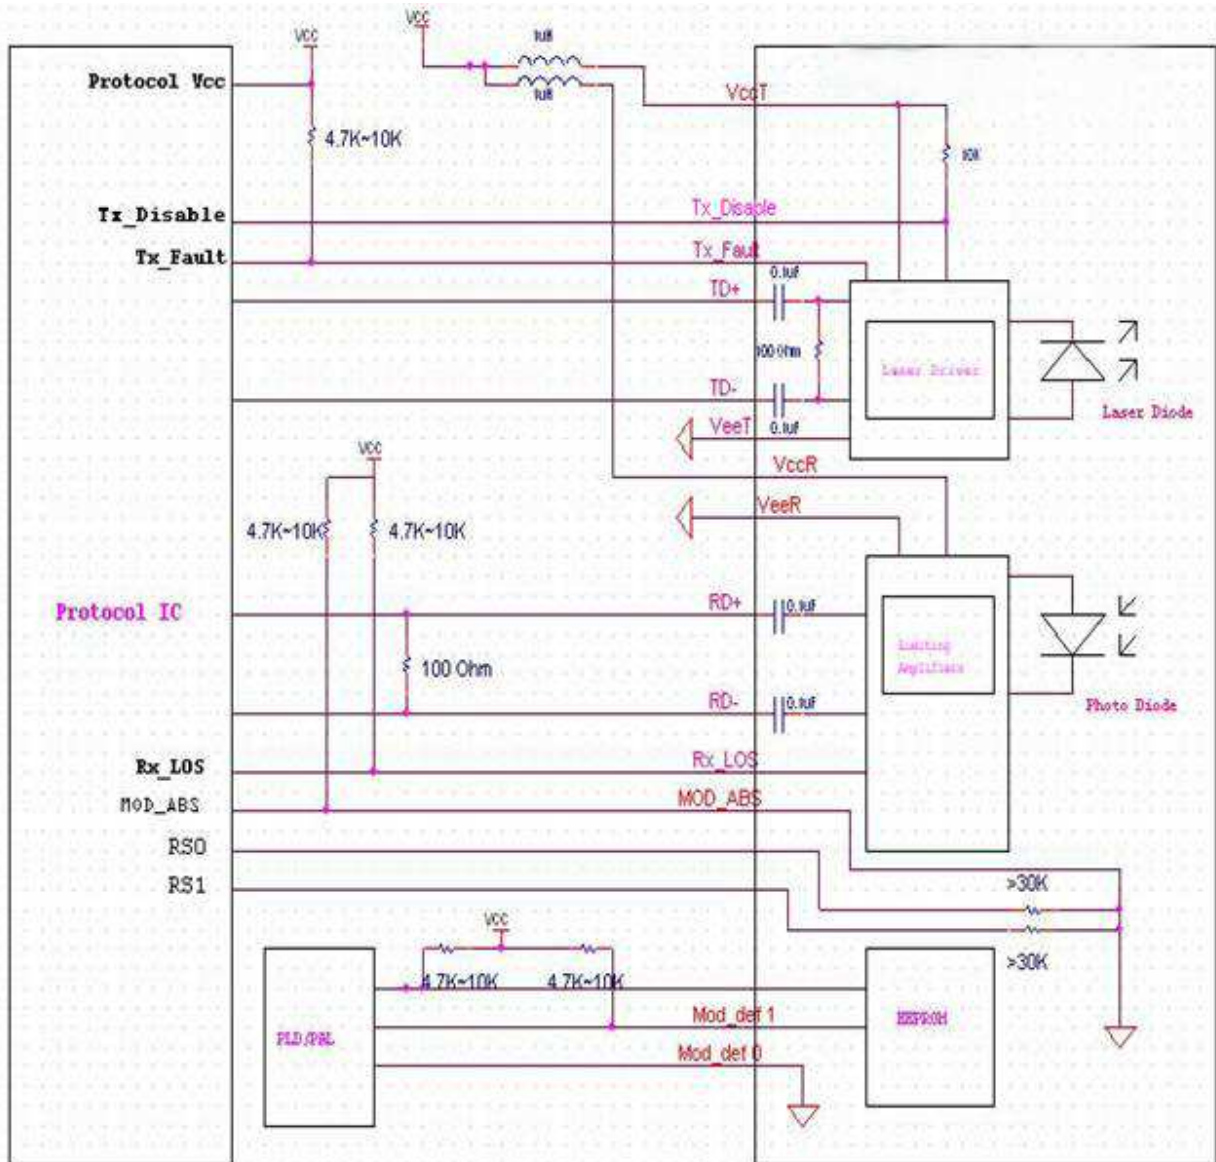 VCC
VCC
1uH
Protocol Vcc
1uH
VccT
4.7K~10K
10K
Tx_Disable
Tx_Disable
Tx_Fault
Tx_Fault
0.1uF
TD+
100 Ohm
Laser Driver
TD-
Laser Diode
VeeT
0.1uF
VCC
VccR
VeeR
4.7K~10K
4.7K~10K
Protocol IC
RD+
0.1uF
Limiting
Amplifiers
100 Ohm
RD-
0.1uF
Photo Diode
Rx_LOS
Rx_LOS
MOD_ABS
MOD_ABS
RS0
RS1
>30K
VCC
>30K
4.7K~10K
4.7K~10K
Mod_def 1
EEPROM
PLD/PAL
Mod_def 0